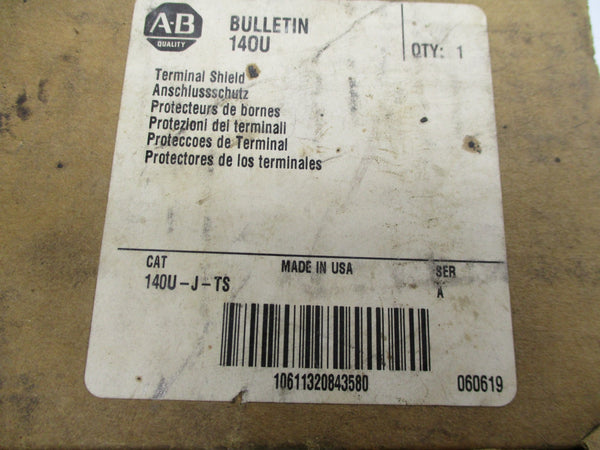 A-B
QUALITY
BULLETIN
140U
QTY: 1
Terminal Shield
Anschlussschutz
Protecteurs de bornes
Protezioni dei terminali
Proteccoes de Terminal
Protectores de los terminales
CAT
MADE IN USA
SER
140U-J-TS
A
10611320843580
060619